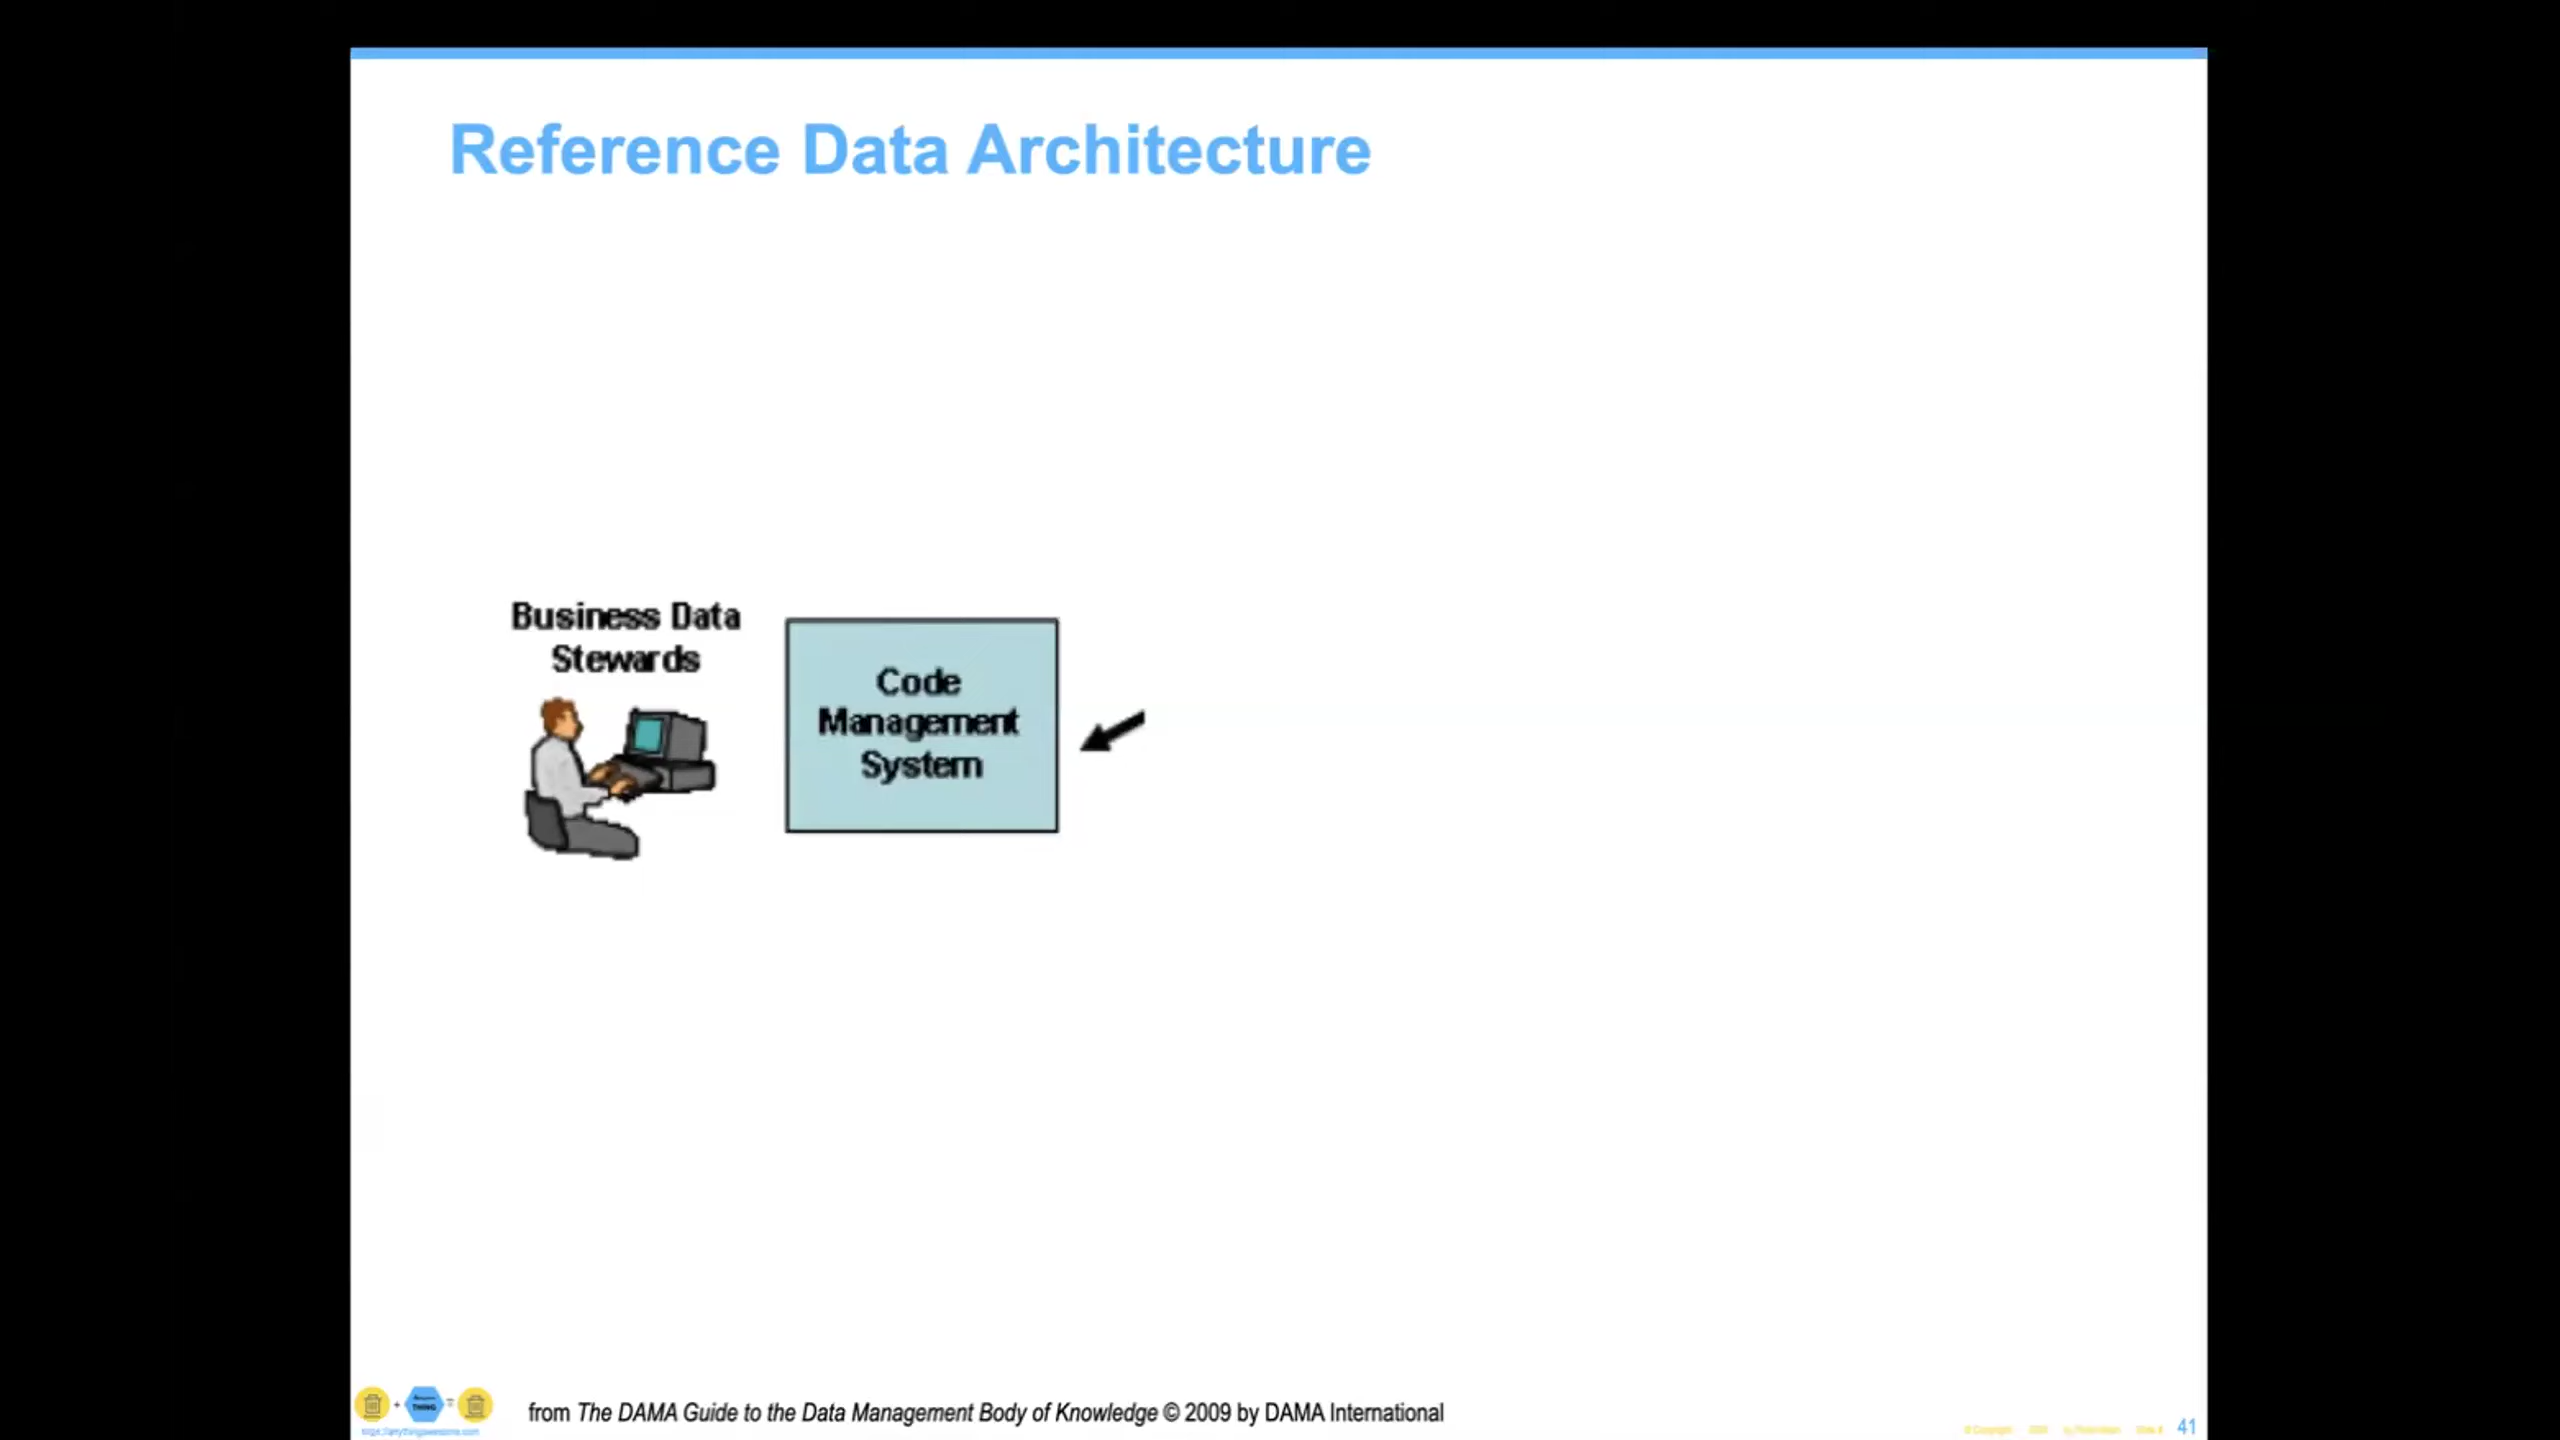 Reference Data Architecture
Business Data
Stewards
Code
Management
System
THING
from The DAMA Guide to the Data Management Body of Knowledge © 2009 by DAMA International
41